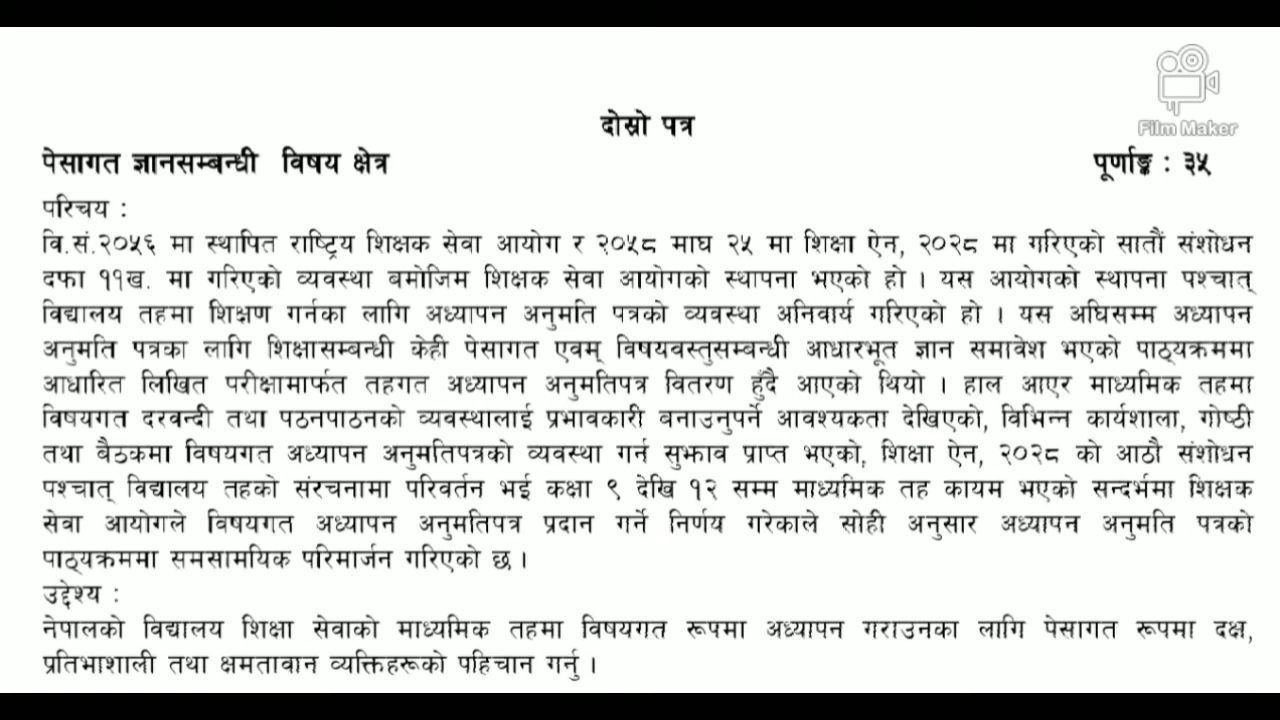 Film Maker
दोस्रो पत्र
पेसागत ज्ञानसम्बन्धी विषय क्षेत्र पूर्णाङ्क : ३५
परिचय :
वि.सं.२०५६ मा स्थापित राष्ट्रिय शिक्षक सेवा आयोग र २०५८ माघ २५ मा शिक्षा ऐन, २०२८ मा गरिएको सातौं संशोधन
दफा ११ख. मा गरिएको व्यवस्था बमोजिम शिक्षक सेवा आयोगको स्थापना भएको हो । यस आयोगको स्थापना पश्चात्
विद्यालय तहमा शिक्षण गर्नका लागि अध्यापन अनुमति पत्रको व्यवस्था अनिवार्य गरिएको हो । यस अघिसम्म अध्यापन
अनुमति पत्रका लागि शिक्षासम्बन्धी केही पेसागत एवम् विषयवस्तुसम्बन्धी आधारभूत ज्ञान समावेश भएको पाठ्यक्रममा
आधारित लिखित परीक्षामार्फत तहगत अध्यापन अनुमतिपत्र वितरण हुँदै आएको थियो । हाल आएर माध्यमिक तहमा
विषयगत दरवन्दी तथा पठनपाठनको व्यवस्थालाई प्रभावकारी बनाउनुपर्ने आवश्यकता देखिएको, विभिन्न कार्यशाला, गोष्ठी
तथा बैठकमा विषयगत अध्यापन अनुमतिपत्रको व्यवस्था गर्न सुझाव प्राप्त भएको, शिक्षा ऐन, २०२८ को आठौ संशोधन
पश्चात् विद्यालय तहको संरचनामा परिवर्तन भई कक्षा ९ देखि १२ सम्म माध्यमिक तह कायम भएको सन्दर्भमा शिक्षक
सेवा आयोगले विषयगत अध्यापन अनुमतिपत्र प्रदान गर्ने निर्णय गरेकाले सोही अनुसार अध्यापन अनुमति पत्रको
पाठ्यक्रममा समसामयिक परिमार्जन गरिएको छ ।
उद्देश्य :
नेपालको विद्यालय शिक्षा सेवाको माध्यमिक तहमा विषयगत रूपमा अध्यापन गराउनका लागि पेसागत रूपमा दक्ष,
प्रतिभाशाली तथा क्षमतावान व्यक्तिहरूको पहिचान गर्नु ।